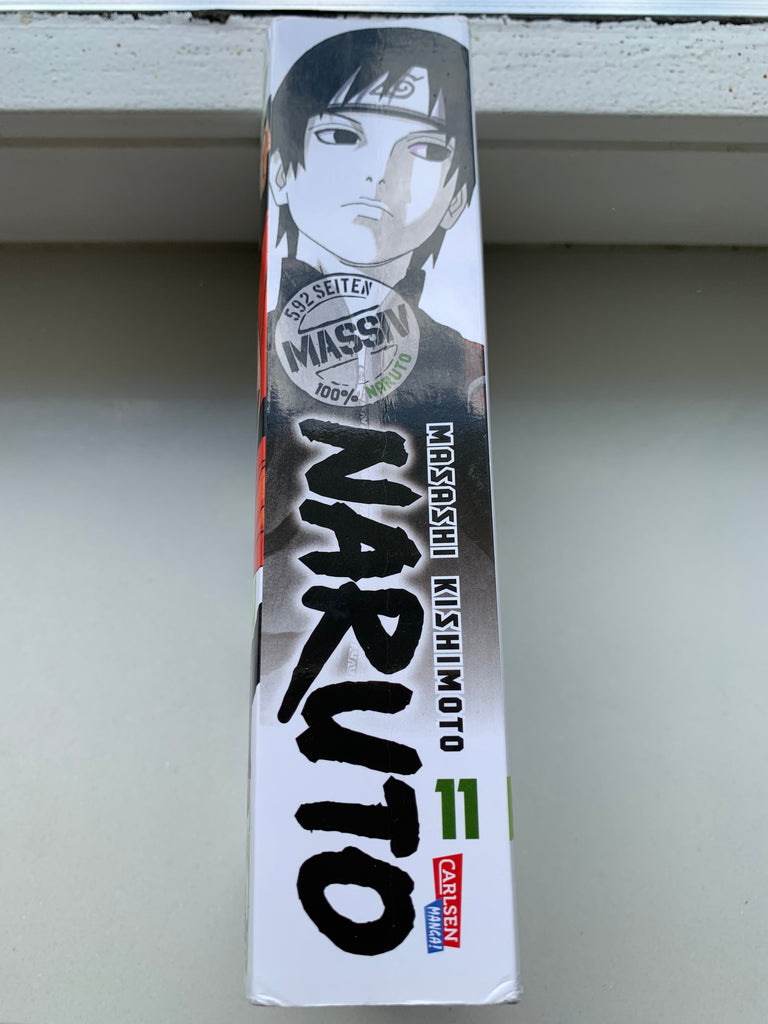 592 SEITEN
MASSIV
100% NARUTO
NARUTO
MASASHI KISHIMOTO
11
CARLSEN
MANGA!